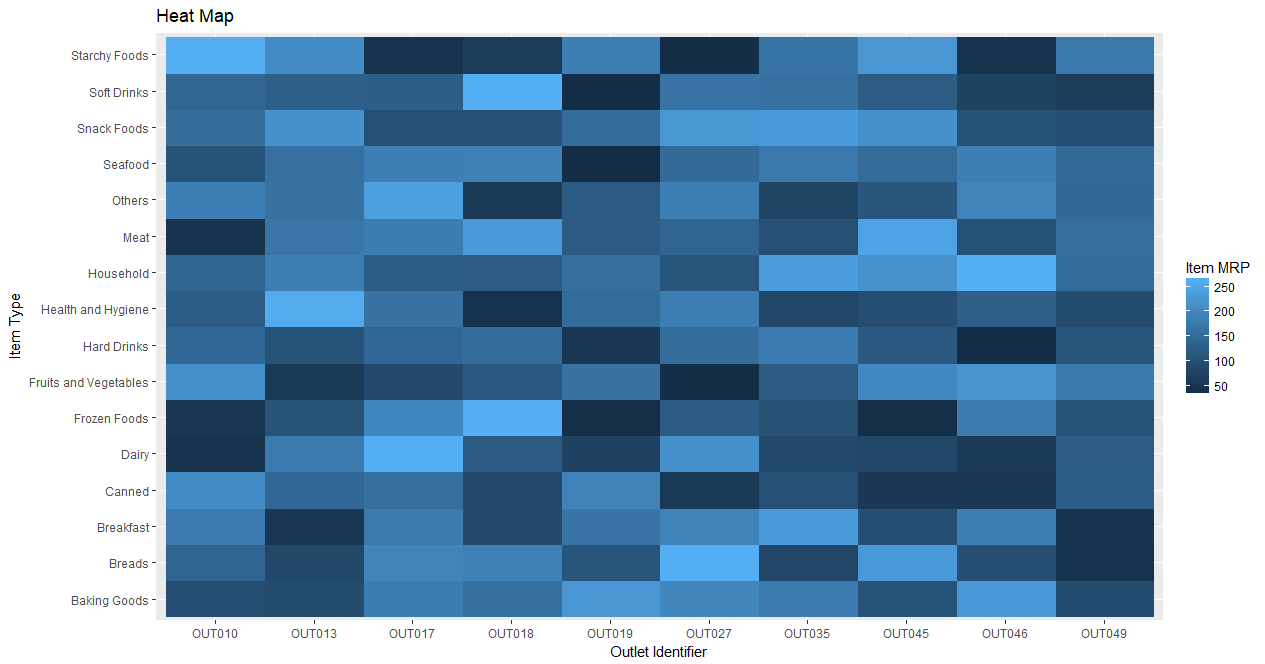 Heat Map
Item Type
Starchy Foods
Soft Drinks
Snack Foods
Seafood
Others
Meat
Household
Health and Hygiene
Hard Drinks
Fruits and Vegetables
Frozen Foods
Dairy
Canned
Breakfast
Breads
Baking Goods
OUT010 OUT013 OUT017 OUT018 OUT019 OUT027 OUT035 OUT045 OUT046 OUT049
Outlet Identifier
Item MRP
250
200
150
100
50